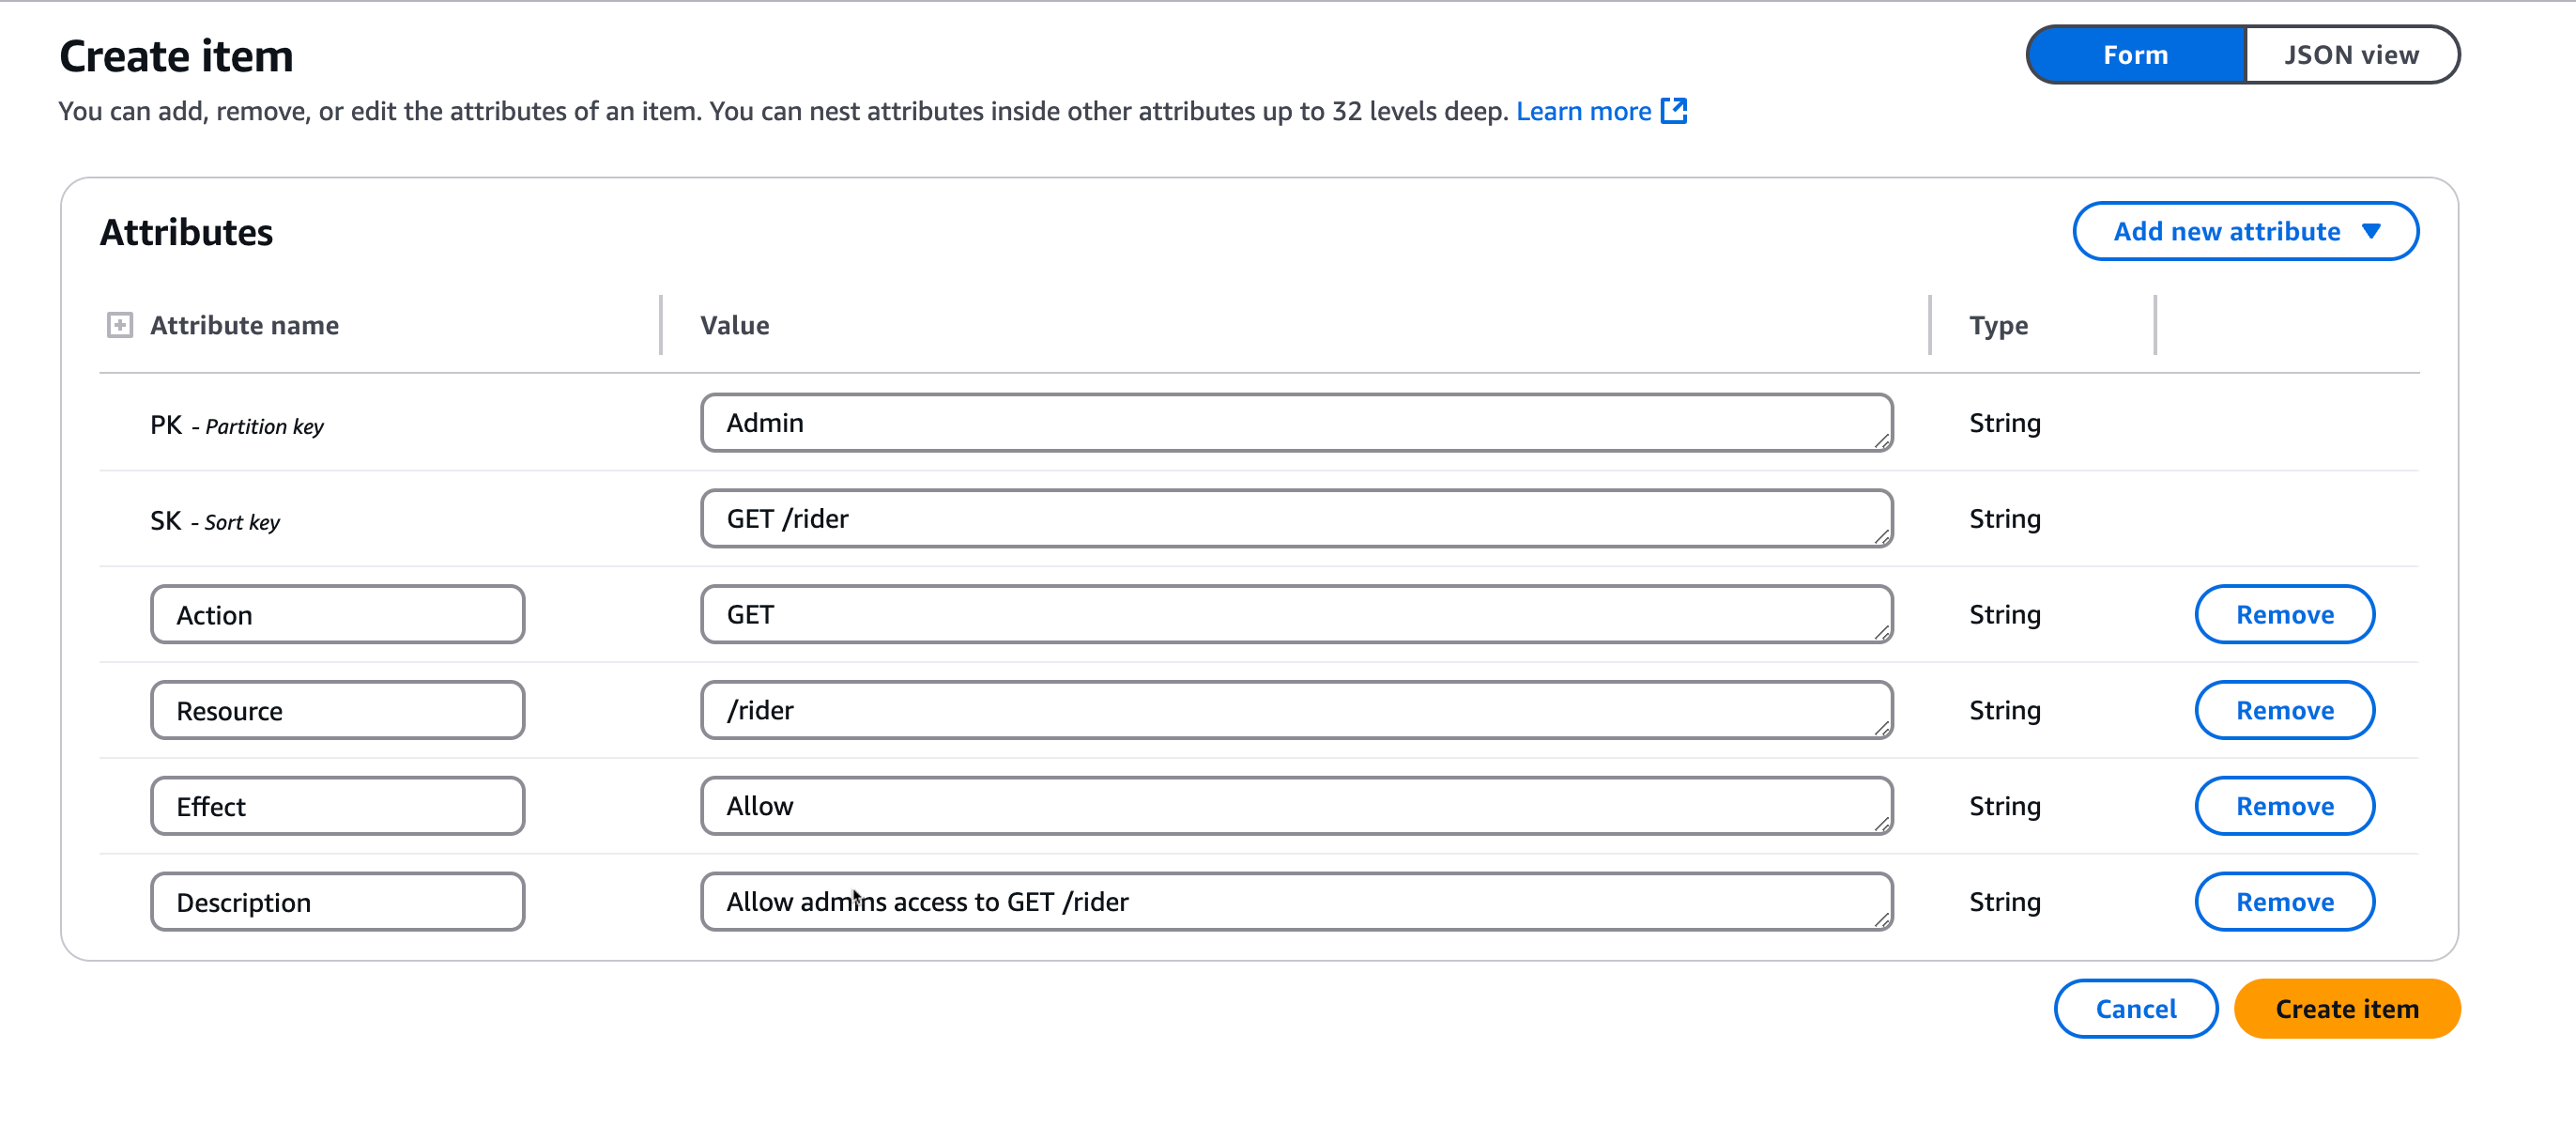 Create item
Form
JSON view
You can add, remove, or edit the attributes of an item. You can nest attributes inside other attributes up to 32 levels deep. Learn more
Attributes
Add new attribute
Attribute name
Value
Type
PK - Partition key
Admin
String
SK - Sort key
GET /rider
String
Action
GET
String
Remove
Resource
/rider
String
Remove
Effect
Allow
String
Remove
Description
Allow admins access to GET /rider
String
Remove
Cancel
Create item